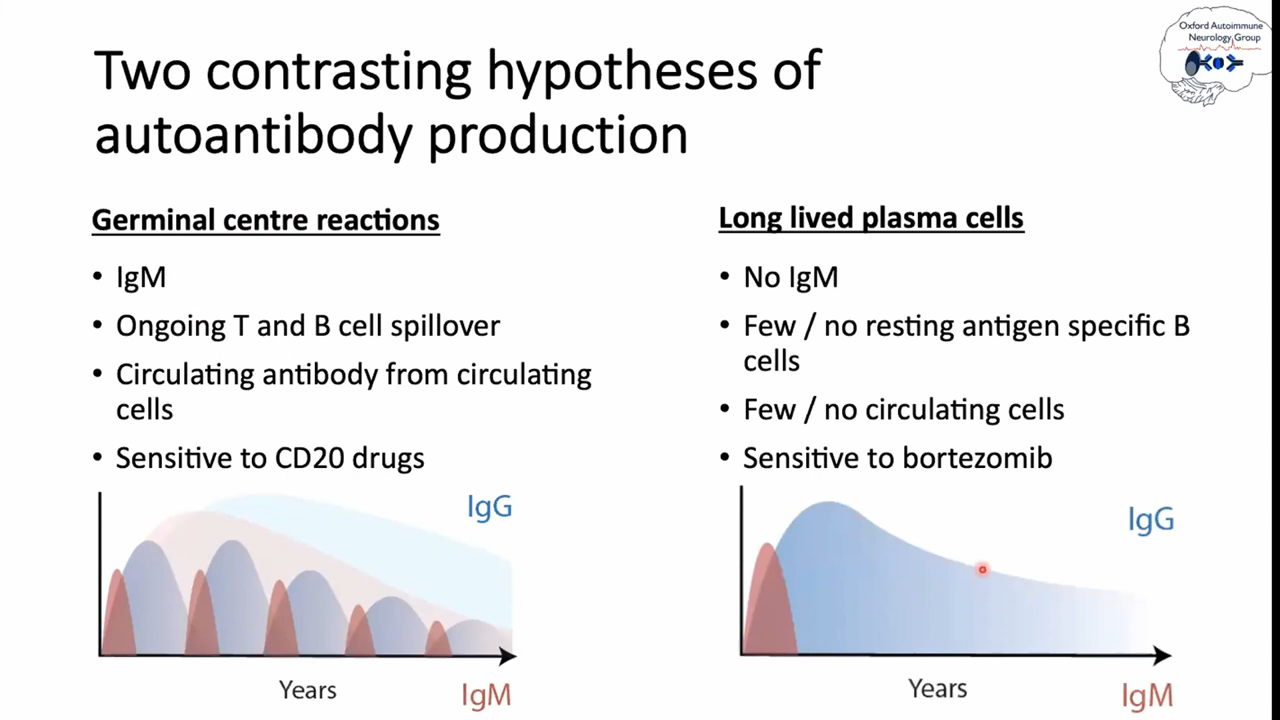 Oxford Autoimmune
Neurology Group
Two contrasting hypotheses of
autoantibody production
Germinal centre reactions
• IgM
• Ongoing T and B cell spillover
• Circulating antibody from circulating
cells
• Sensitive to CD20 drugs
IgG
Years
IgM
Long lived plasma cells
• No IgM
• Few / no resting antigen specific B
cells
• Few / no circulating cells
• Sensitive to bortezomib
IgG
Years
IgM